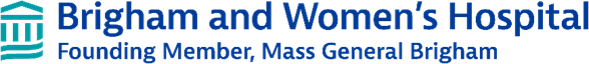 Brigham and Women’s Hospital
Founding Member, Mass General Brigham